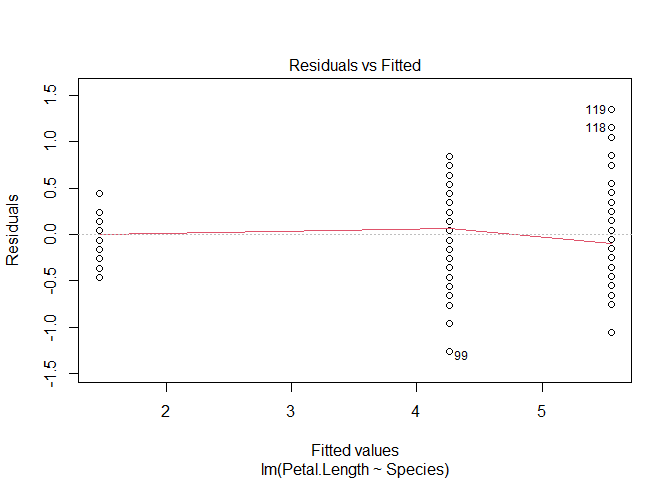 Residuals vs Fitted
Residuals
1.5
1.0
0.5
0.0
-0.5
-1.0
-1.5
119
118
99
2 3 4 5
Fitted values
lm(Petal.Length ~ Species)